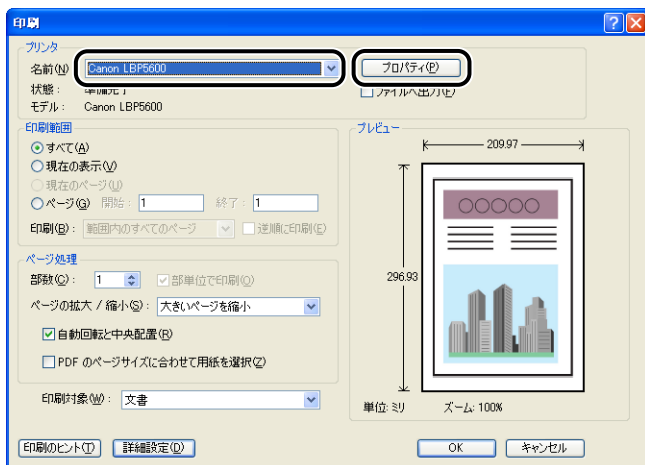 印刷
プリンタ
名前(N) Canon LBP5600 プロパティ(P)
状態: 準備完了 ファイルへ出力(F)
モデル: Canon LBP5600
印刷範囲
すべて(A)
現在の表示(V)
現在のページ(U)
ページ(G) 開始: 1 終了: 1
印刷(B): 範囲内のすべてのページ 逆順に印刷(E)
ページ処理
部数(C): 1 部単位で印刷(O)
ページの拡大 / 縮小(S): 大きいページを縮小
自動回転と中央配置(R)
PDF のページサイズに合わせて用紙を選択(Z)
印刷対象(W): 文書
プレビュー
209.97
OOOOO
296.93
単位: ミリ ズーム: 100%
印刷のヒント(T) 詳細設定(D) OK キャンセル